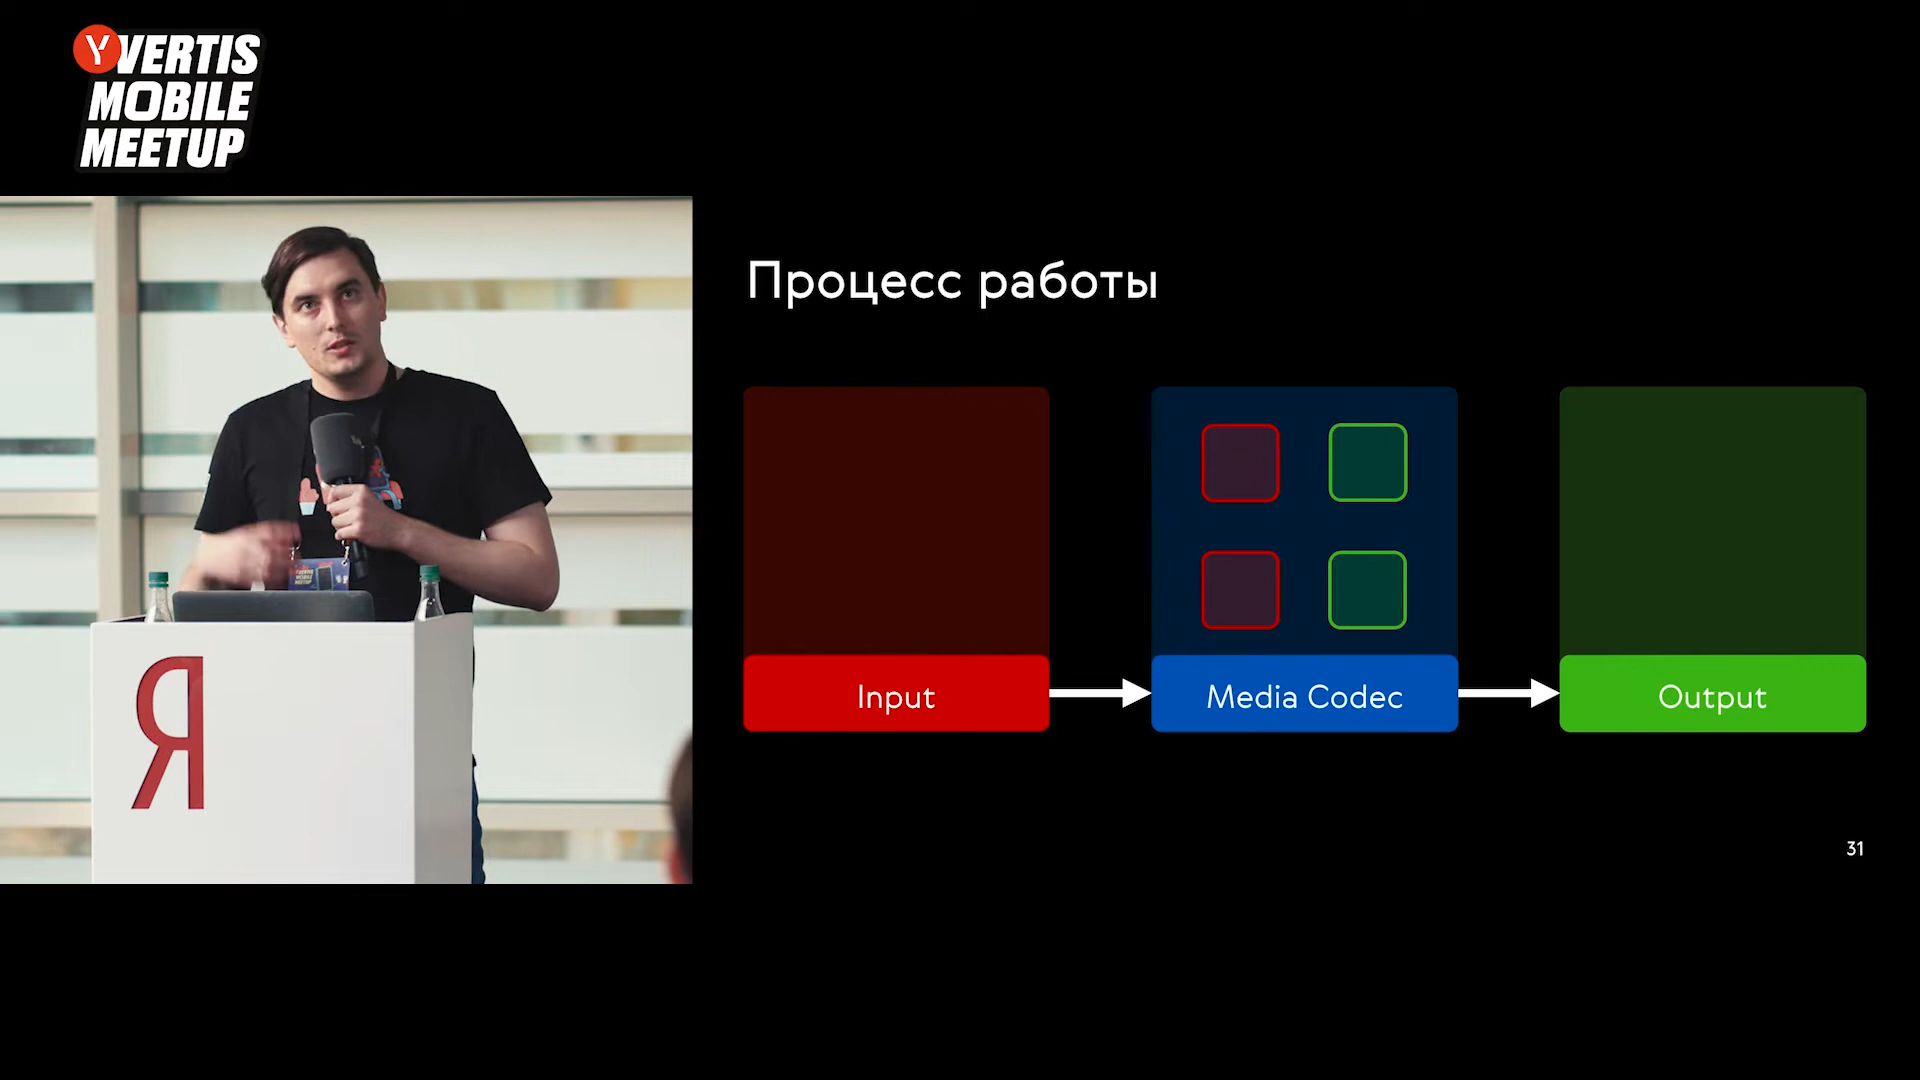 YVERTIS
MOBILE
MEETUP
Процесс работы
Input
Media Codec
Output
31
Я